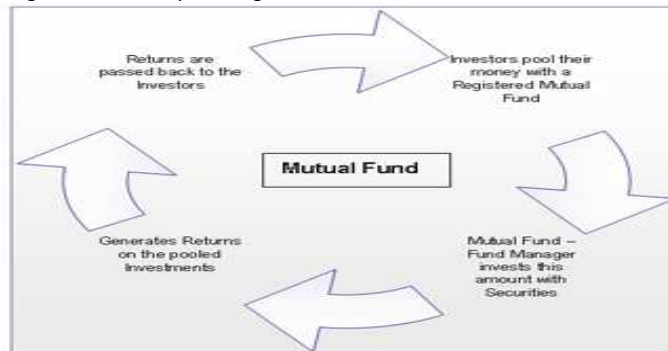 Returns are
passed back to the
Investors
Investors pool their
money with a
Registered Mutual
Fund
Mutual Fund
Generates Returns
on the pooled
Investments
Mutual Fund –
Fund Manager
invests this
amount with
Securities